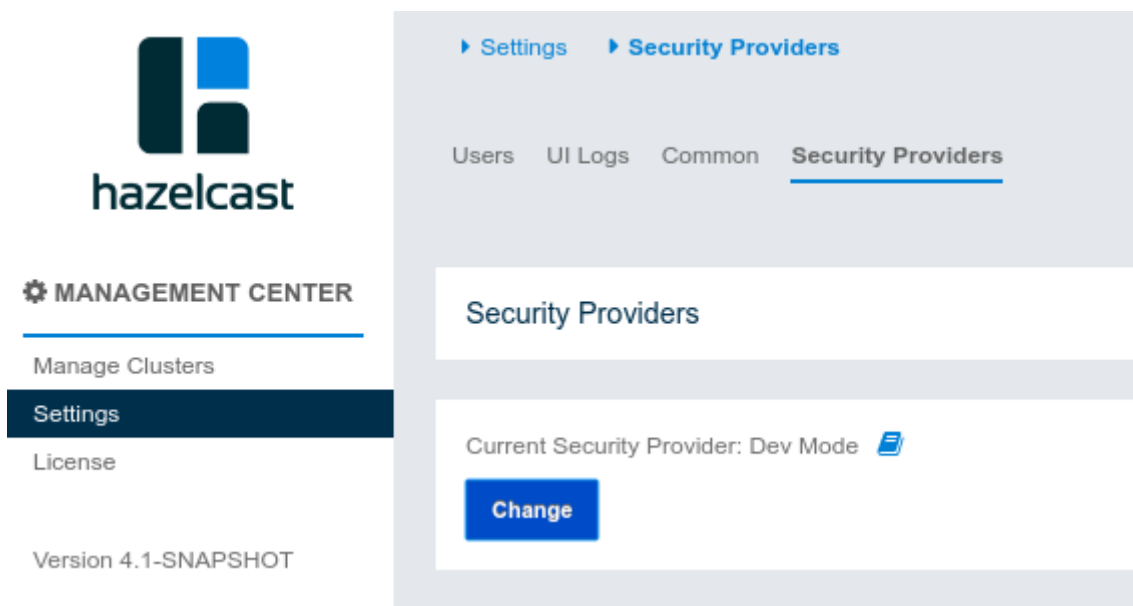 hazelcast
MANAGEMENT CENTER
Manage Clusters
Settings
License
Version 4.1-SNAPSHOT
Settings Security Providers
Users UI Logs Common Security Providers
Security Providers
Current Security Provider: Dev Mode
Change